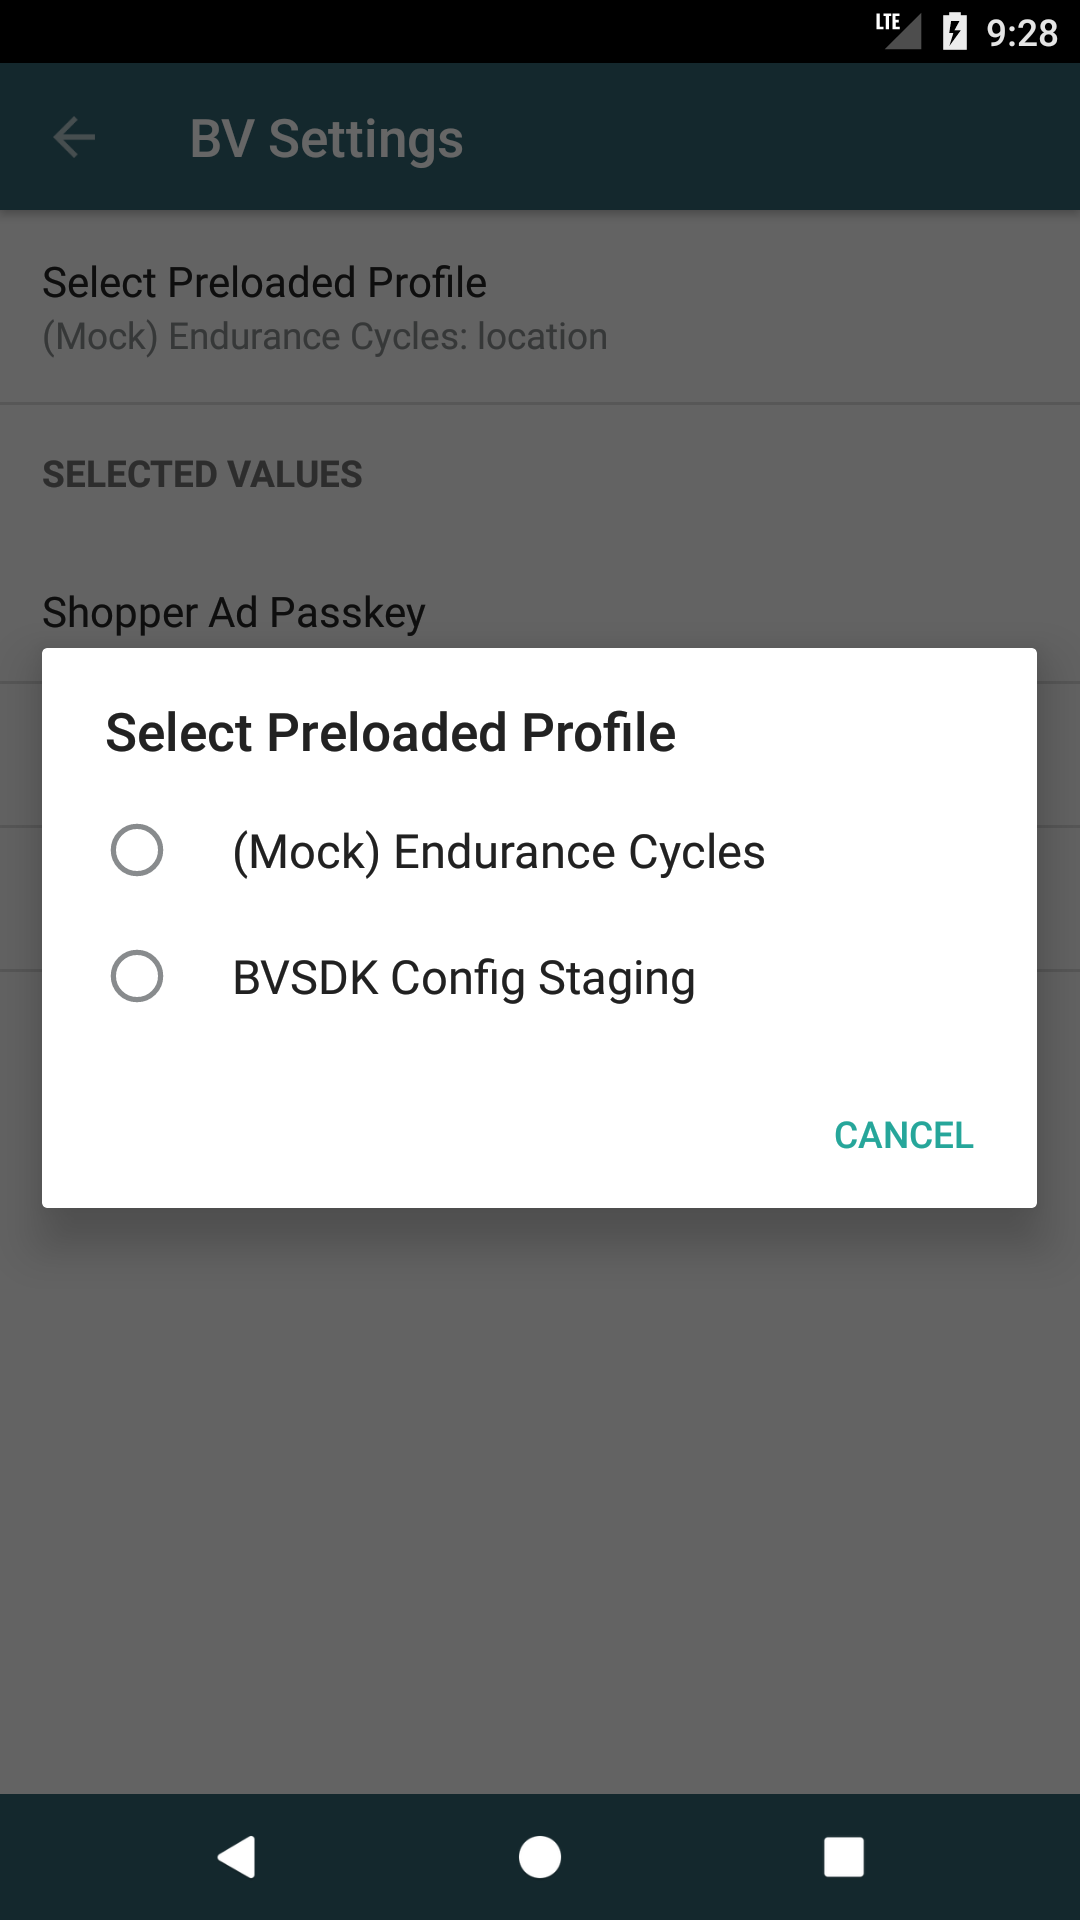 LTE 9:28
BV Settings
Select Preloaded Profile
(Mock) Endurance Cycles: location
SELECTED VALUES
Shopper Ad Passkey
Select Preloaded Profile
(Mock) Endurance Cycles
BVSDK Config Staging
CANCEL